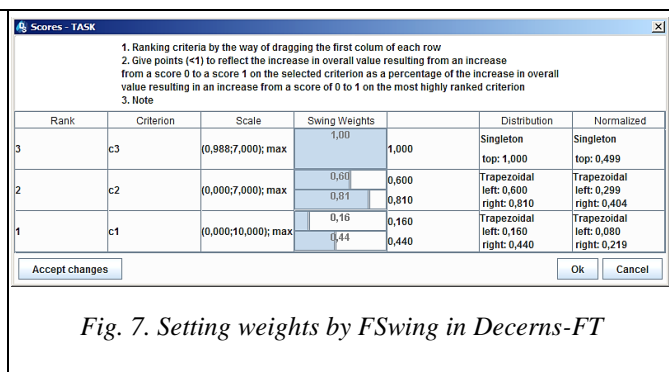 Scores - TASK
1. Ranking criteria by the way of dragging the first colum of each row
2. Give points (<1) to reflect the increase in overall value resulting from an increase
from a score 0 to a score 1 on the selected criterion as a percentage of the increase in overall
value resulting in an increase from a score of 0 to 1 on the most highly ranked criterion
3. Note
Rank Criterion Scale Swing Weights Distribution Normalized
3 c3 (0,988;7,000); max 1,00 1,000 Singleton Singleton
top: 1,000 top: 0,499
2 c2 (0,000;7,000); max 0,60 0,600 Trapezoidal Trapezoidal
left: 0,600 left: 0,299
0,81 0,810 right: 0,810 right: 0,404
1 c1 (0,000;10,000); max 0,16 0,160 Trapezoidal Trapezoidal
left: 0,160 left: 0,080
0,44 0,440 right: 0,440 right: 0,219
Accept changes Ok Cancel
Fig. 7. Setting weights by FSwing in Decerns-FT